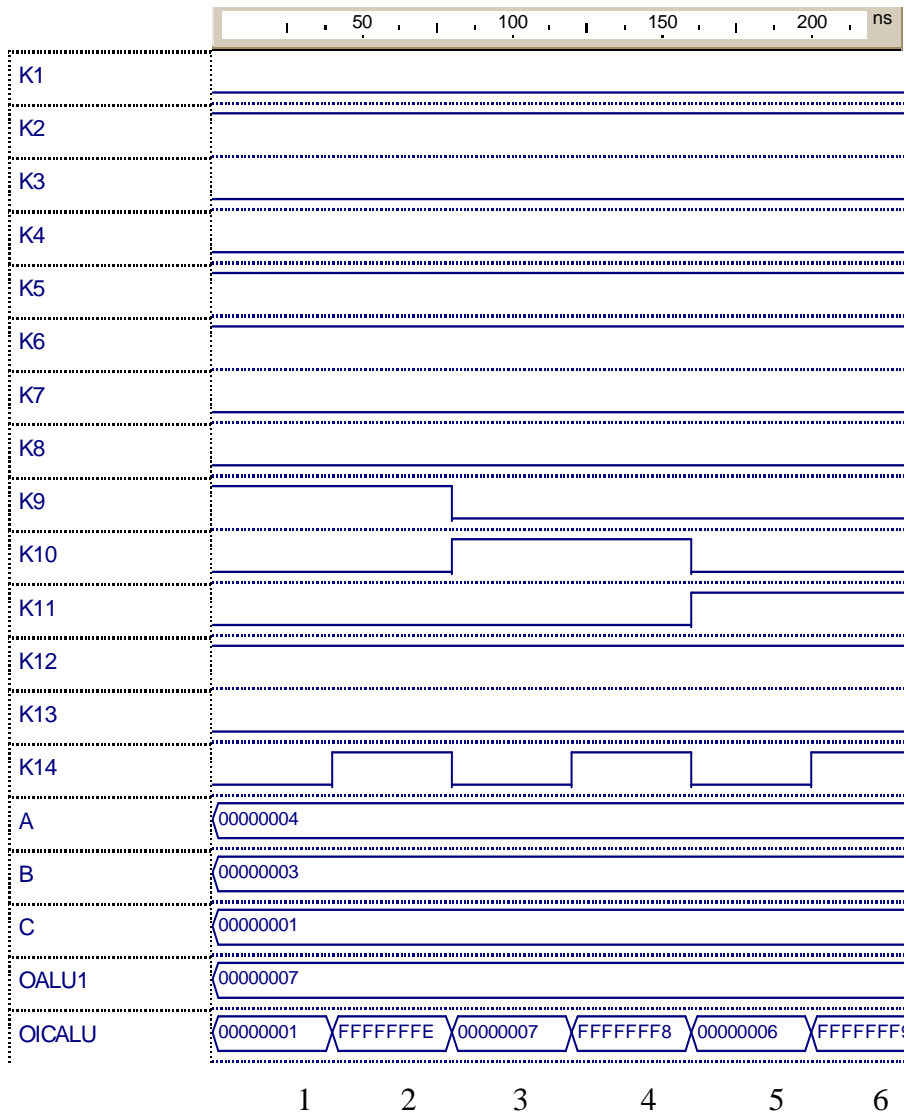 50 100 150 200 ns
K1
K2
K3
K4
K5
K6
K7
K8
K9
K10
K11
K12
K13
K14
A 00000004
B 00000003
C 00000001
OALU1 00000007
OICALU 00000001 FFFFFFFE 00000007 FFFFFFF8 00000006 FFFFFFF9
1 2 3 4 5 6